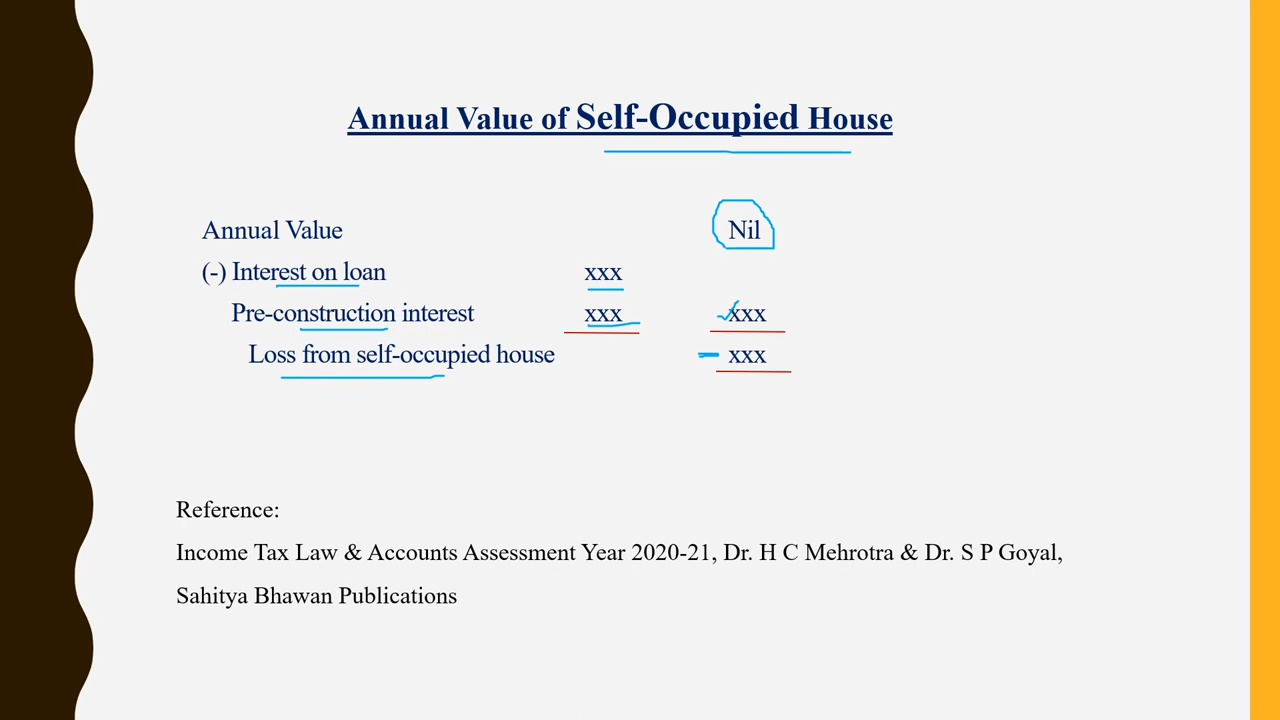 Annual Value of Self-Occupied House
Annual Value Nil
(-) Interest on loan xxx
Pre-construction interest xxx xxx
Loss from self-occupied house xxx
Reference:
Income Tax Law & Accounts Assessment Year 2020-21, Dr. H C Mehrotra & Dr. S P Goyal,
Sahitya Bhawan Publications